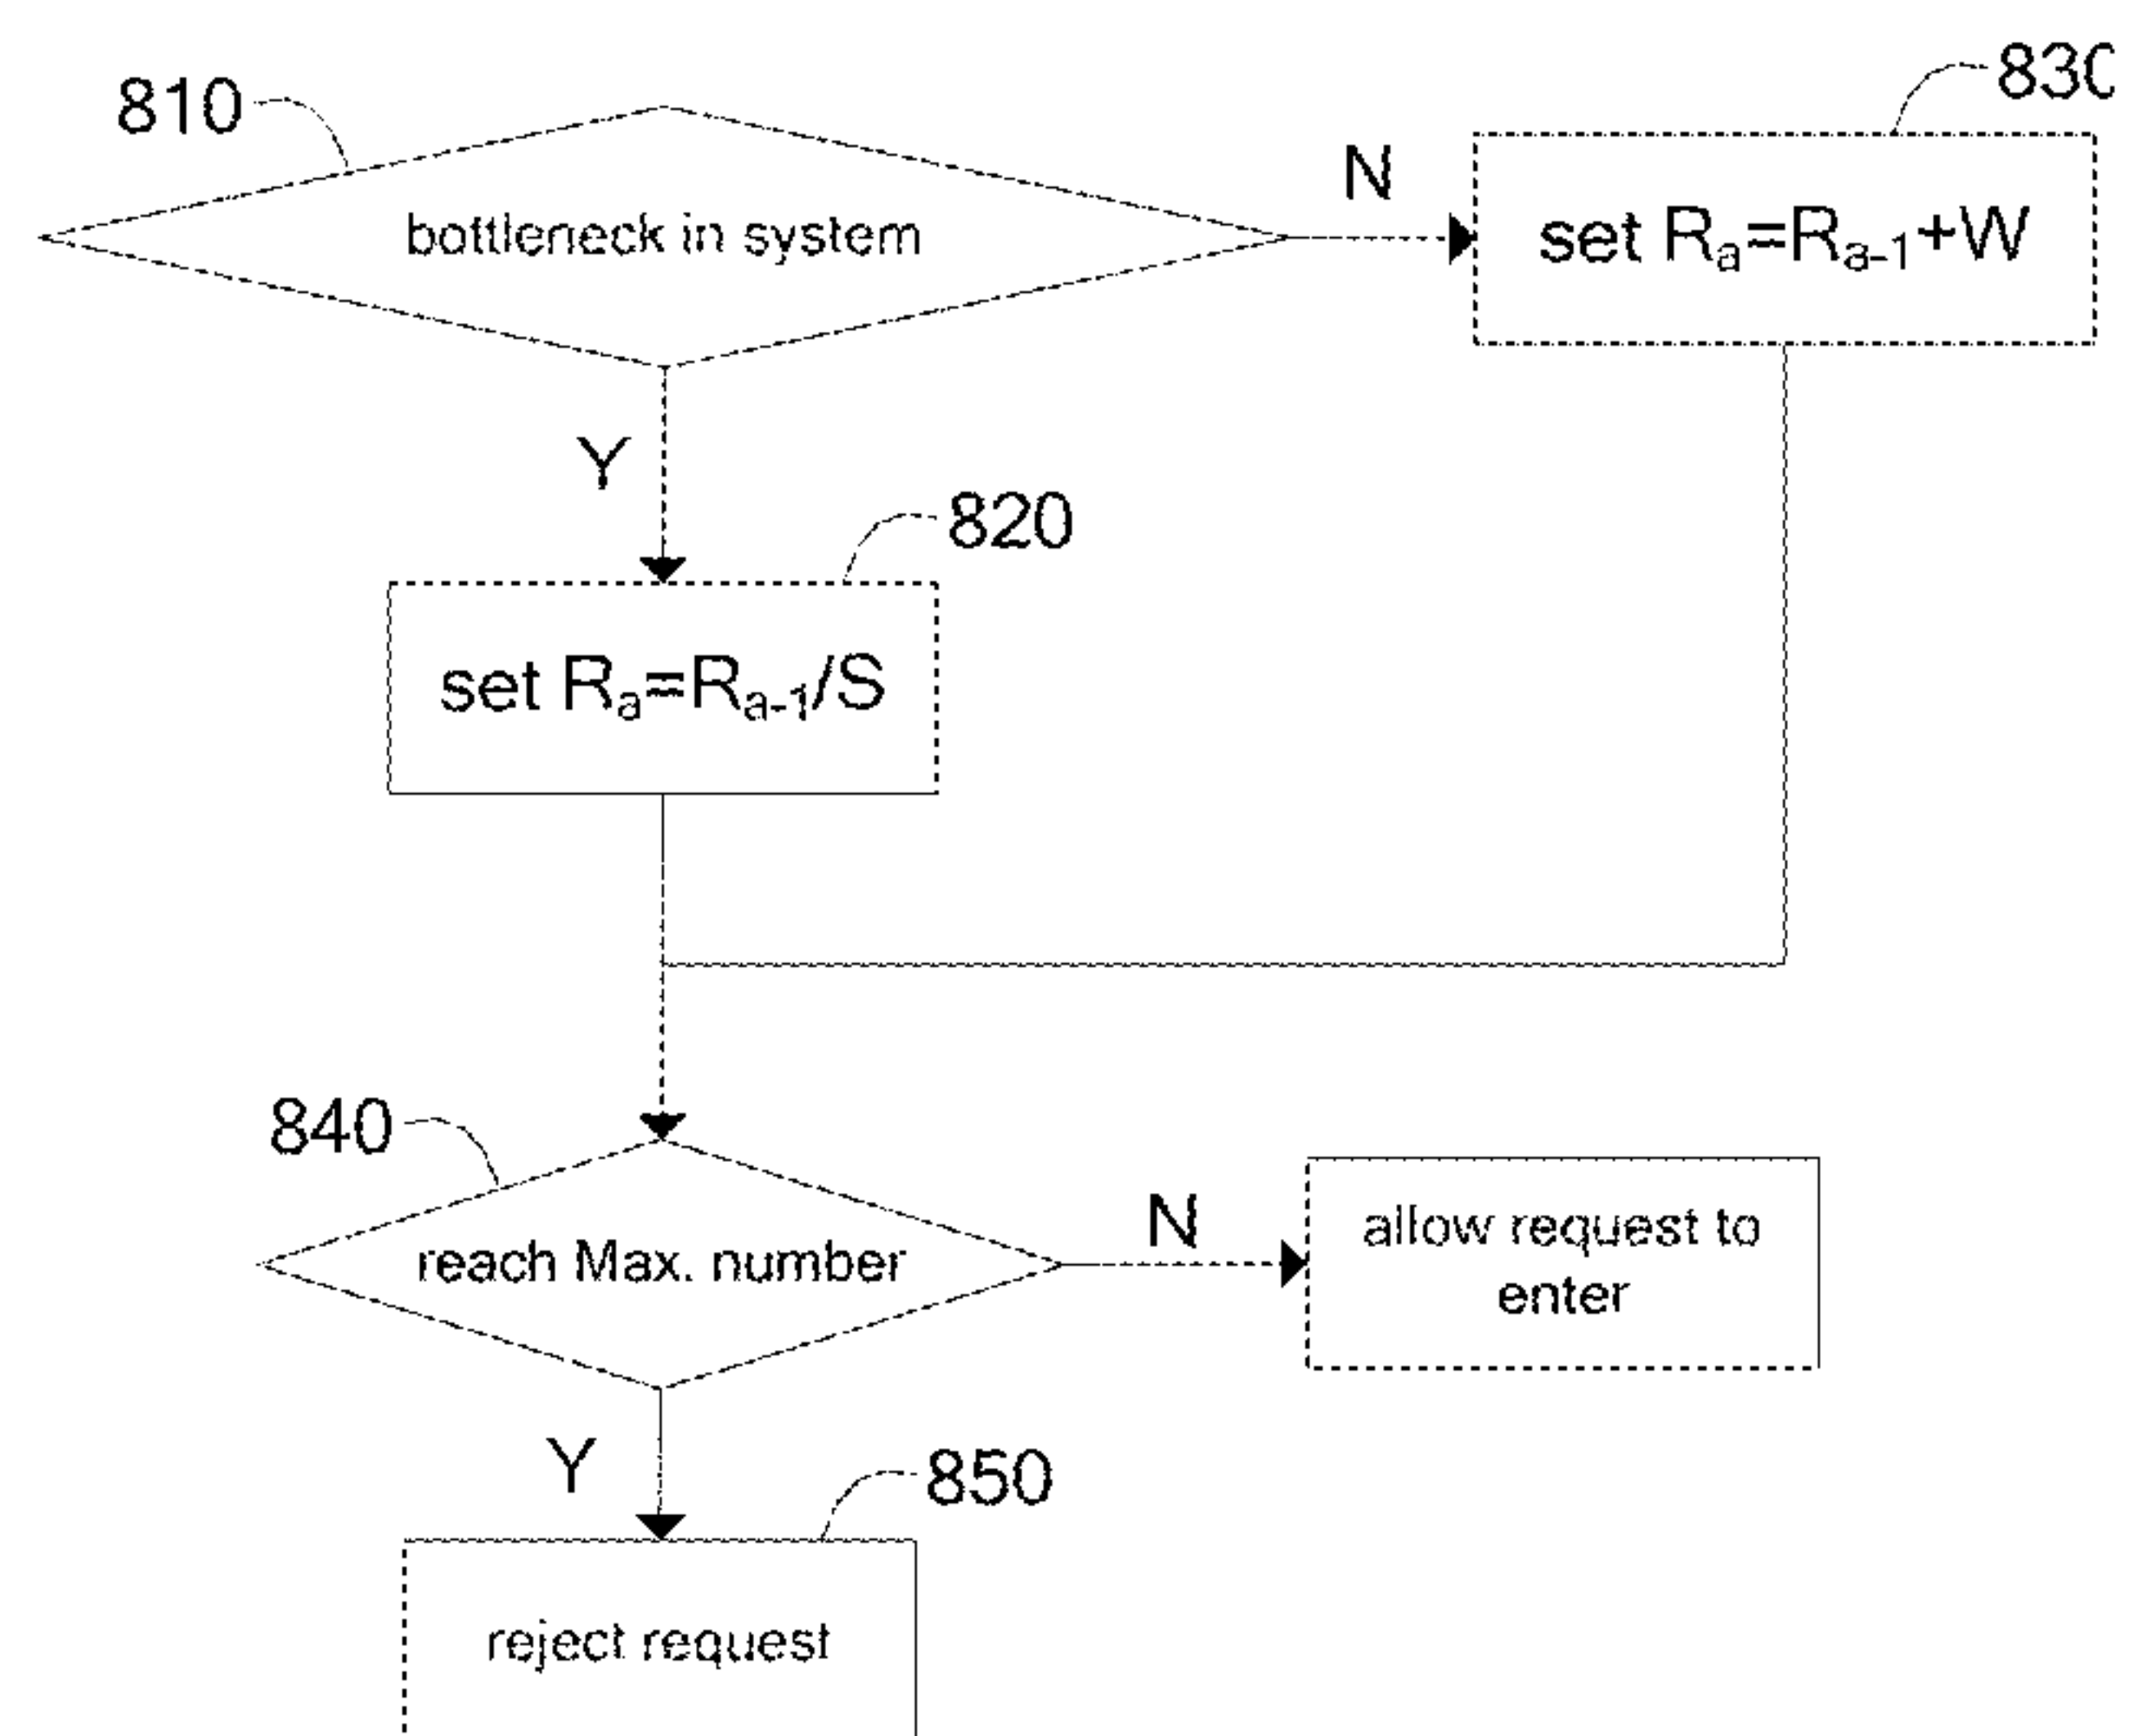 810
bottleneck in system
N
830
set Ra=Ra-1+W
Y
820
set Ra=Ra-1/S
840
reach Max. number
N
allow request to
enter
Y
850
reject request